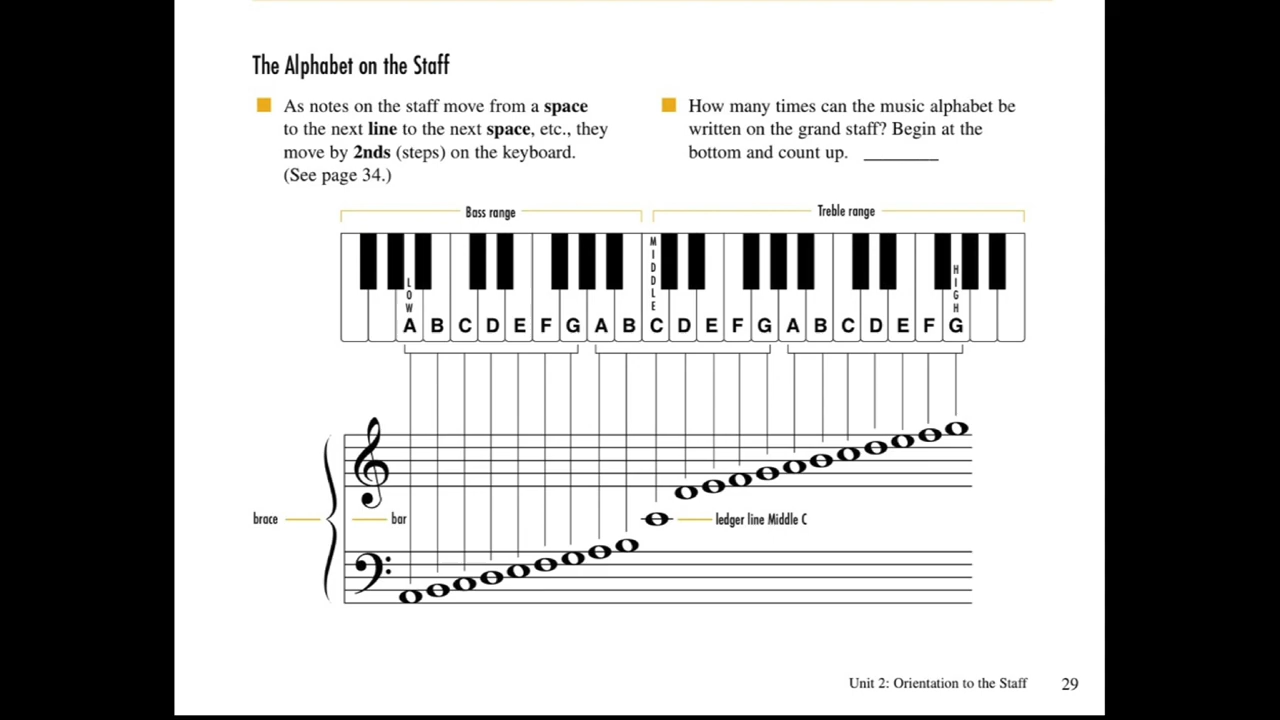 The Alphabet on the Staff
As notes on the staff move from a space
to the next line to the next space, etc., they
move by 2nds (steps) on the keyboard.
(See page 34.)
How many times can the music alphabet be
written on the grand staff? Begin at the
bottom and count up. ________
Bass range
Treble range
LOW
MIDDLE
HIGH
A B C D E F G A B C D E F G A B C D E F G
brace
bar
ledger line Middle C
Unit 2: Orientation to the Staff 29